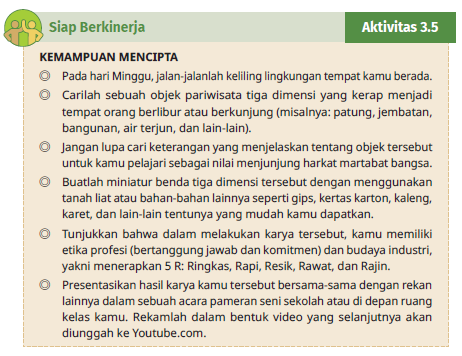 Siap Berkinerja
Aktivitas 3.5
KEMAMPUAN MENCIPTA
◎ Pada hari Minggu, jalan-jalanlah keliling lingkungan tempat kamu berada.
◎ Carilah sebuah objek pariwisata tiga dimensi yang kerap menjadi
tempat orang berlibur atau berkunjung (misalnya: patung, jembatan,
bangunan, air terjun, dan lain-lain).
◎ Jangan lupa cari keterangan yang menjelaskan tentang objek tersebut
untuk kamu pelajari sebagai nilai menjunjung harkat martabat bangsa.
◎ Buatlah miniatur benda tiga dimensi tersebut dengan menggunakan
tanah liat atau bahan-bahan lainnya seperti gips, kertas karton, kaleng,
karet, dan lain-lain tentunya yang mudah kamu dapatkan.
◎ Tunjukkan bahwa dalam melakukan karya tersebut, kamu memiliki
etika profesi (bertanggung jawab dan komitmen) dan budaya industri,
yakni menerapkan 5 R: Ringkas, Rapi, Resik, Rawat, dan Rajin.
◎ Presentasikan hasil karya kamu tersebut bersama-sama dengan rekan
lainnya dalam sebuah acara pameran seni sekolah atau di depan ruang
kelas kamu. Rekamlah dalam bentuk video yang selanjutnya akan
diunggah ke Youtube.com.